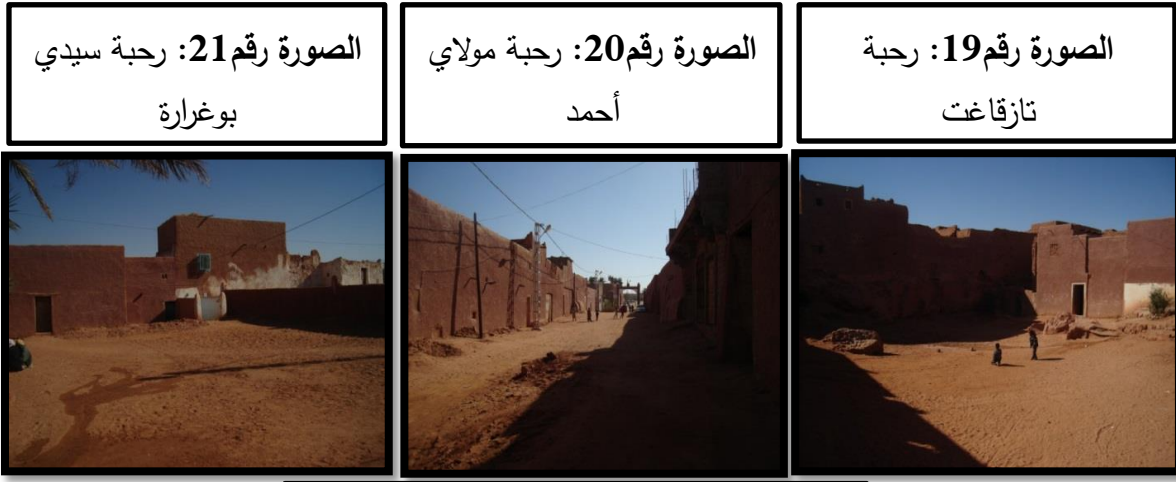 الصورة رقم19: رحبة
تازقاغت
الصورة رقم20: رحبة مولاي
أحمد
الصورة رقم21: رحبة سيدي
بوغرارة